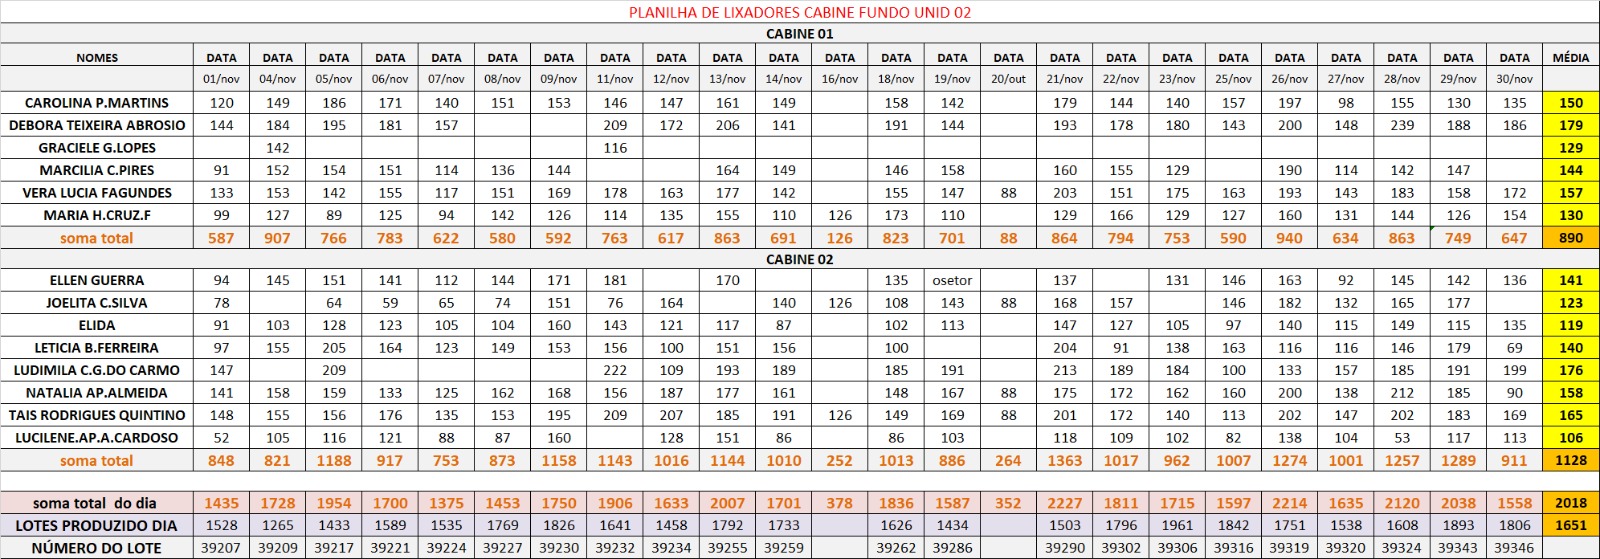 PLANILHA DE LIXADORES CABINE FUNDO UNID 02
CABINE 01
NOMES DATA DATA DATA DATA DATA DATA DATA DATA DATA DATA DATA DATA DATA DATA DATA DATA DATA DATA DATA DATA DATA DATA DATA DATA MÉDIA
01/nov 04/nov 05/nov 06/nov 07/nov 08/nov 09/nov 11/nov 12/nov 13/nov 14/nov 16/nov 18/nov 19/nov 20/out 21/nov 22/nov 23/nov 25/nov 26/nov 27/nov 28/nov 29/nov 30/nov
CAROLINA P.MARTINS 120 149 186 171 140 151 153 146 147 161 149 158 142 179 144 140 157 197 98 155 130 135 150
DEBORA TEIXEIRA ABROSIO 144 184 195 181 157 209 172 206 141 191 144 193 178 180 143 200 148 239 188 186 179
GRACIELE G.LOPES 142 116 129
MARCILIA C.PIRES 91 152 154 151 114 136 144 164 149 146 158 160 155 129 190 114 142 147 144
VERA LUCIA FAGUNDES 133 153 142 155 117 151 169 178 163 177 142 155 147 88 203 151 175 163 193 143 183 158 172 157
MARIA H.CRUZ.F 99 127 89 125 94 142 126 114 135 155 110 126 173 110 129 166 129 127 160 131 144 126 154 130
soma total 587 907 766 783 622 580 592 763 617 863 691 126 823 701 88 864 794 753 590 940 634 863 749 647 890
CABINE 02
ELLEN GUERRA 94 145 151 141 112 144 171 181 170 135 osetor 137 131 146 163 92 145 142 136 141
JOELITA C.SILVA 78 64 59 65 74 151 76 164 140 126 108 143 88 168 157 146 182 132 165 177 123
ELIDA 91 103 128 123 105 104 160 143 121 117 87 102 113 147 127 105 97 140 115 149 115 135 119
LETICIA B.FERREIRA 97 155 205 164 123 149 153 156 100 151 156 100 204 91 138 163 116 116 146 179 69 140
LUDIMILA C.G.DO CARMO 147 209 222 109 193 189 185 191 213 189 184 100 133 157 185 191 199 176
NATALIA AP.ALMEIDA 141 158 159 133 125 162 168 156 187 177 161 148 167 88 175 172 162 160 200 138 212 185 90 158
TAIS RODRIGUES QUINTINO 148 155 156 176 135 153 195 209 207 185 191 126 149 169 88 201 172 140 113 202 147 202 183 169 165
LUCILENE.AP.A.CARDOSO 52 105 116 121 88 87 160 128 151 86 86 103 118 109 102 82 138 104 53 117 113 106
soma total 848 821 1188 917 753 873 1158 1143 1016 1144 1010 252 1013 886 264 1363 1017 962 1007 1274 1001 1257 1289 911 1128
soma total do dia 1435 1728 1954 1700 1375 1453 1750 1906 1633 2007 1701 378 1836 1587 352 2227 1811 1715 1597 2214 1635 2120 2038 1558 2018
LOTES PRODUZIDO DIA 1528 1265 1433 1589 1535 1769 1826 1641 1458 1792 1733 1626 1434 1503 1796 1961 1842 1751 1538 1608 1893 1806 1651
NÚMERO DO LOTE 39207 39209 39217 39221 39224 39227 39230 39232 39234 39255 39259 39262 39286 39290 39302 39306 39316 39319 39320 39329 39343 39346